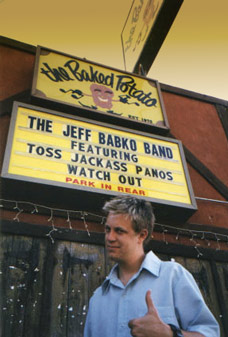 the Baked Potato
EST 1970
THE JEFF BABKO BAND
FEATURING
TOSS JACKASS PANOS
WATCH OUT
PARK IN REAR